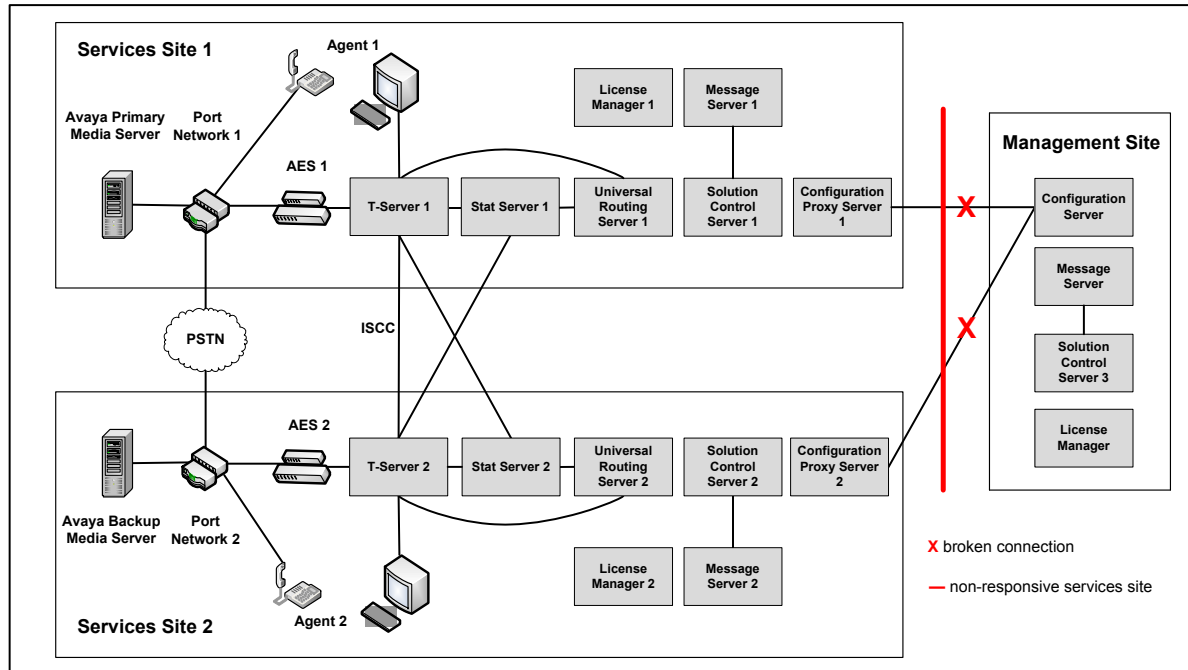 Services Site 1
Agent 1
Avaya Primary
Media Server
Port
Network 1
AES 1
License
Manager 1
Message
Server 1
T-Server 1
Stat Server 1
Universal
Routing
Server 1
Solution
Control
Server 1
Configuration
Proxy Server
1
X
Management Site
Configuration
Server
Message
Server
Solution
Control
Server 3
License
Manager
X
PSTN
ISCC
AES 2
Avaya Backup
Media Server
Port
Network 2
T-Server 2
Stat Server 2
Universal
Routing
Server 2
Solution
Control
Server 2
Configuration
Proxy Server
2
License
Manager 2
Message
Server 2
Agent 2
Services Site 2
X broken connection
non-responsive services site